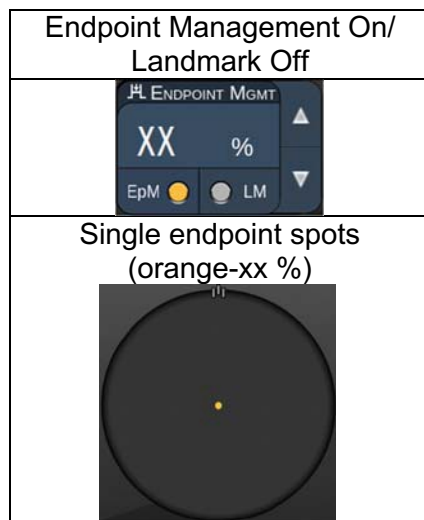 Endpoint Management On/
Landmark Off
ENDPOINT MGMT
XX %
EpM LM
Single endpoint spots
(orange-xx %)